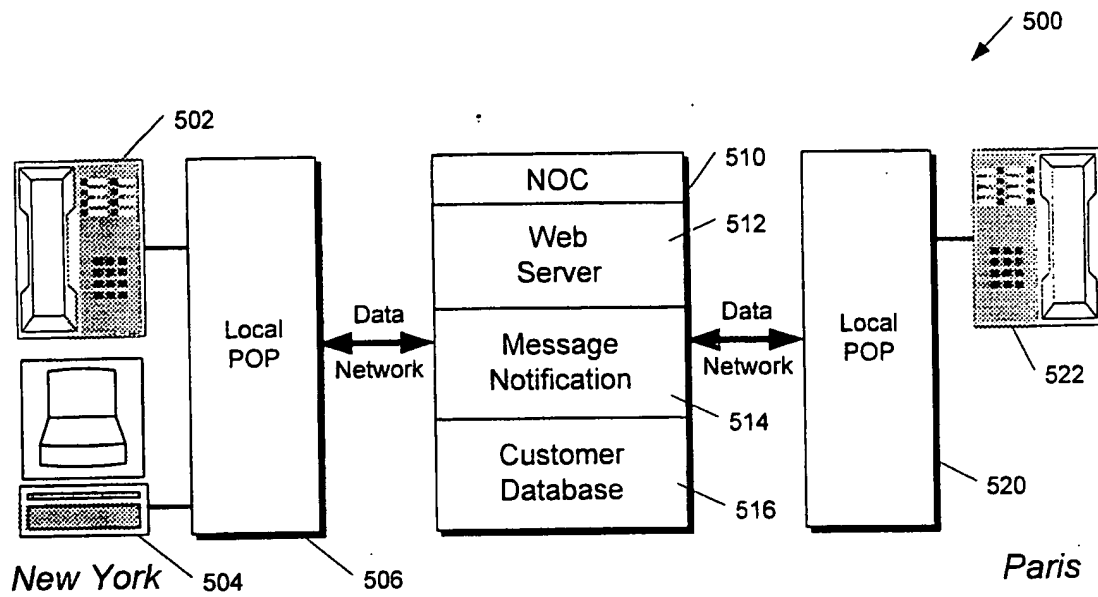 500
502
NOC
510
Web
Server
512
Local
POP
Data
Network
Message
Notification
514
Data
Network
Local
POP
522
Customer
Database
516
520
New York
504
506
Paris